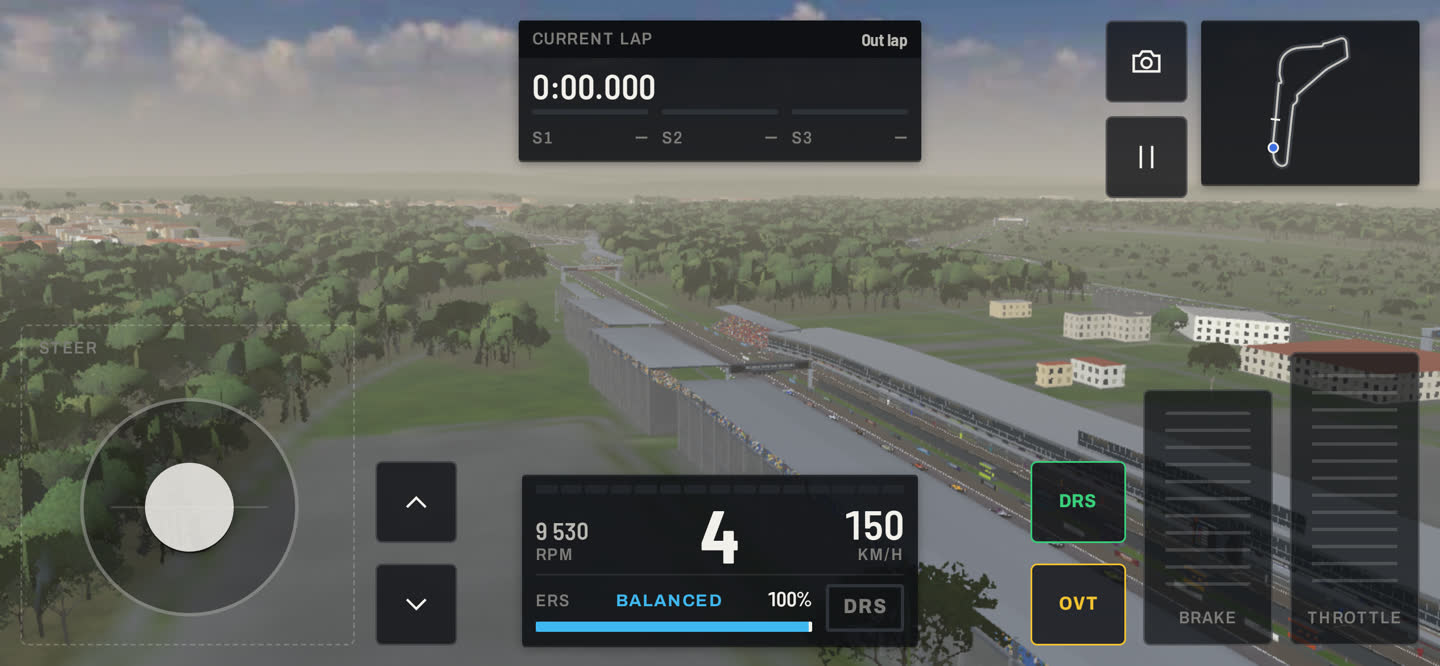 CURRENT LAP
Out lap
0:00.000
S1 — S2 — S3 —
STEER
9 530
RPM
4
150
KM/H
ERS
BALANCED
100%
DRS
DRS
OVT
BRAKE
THROTTLE